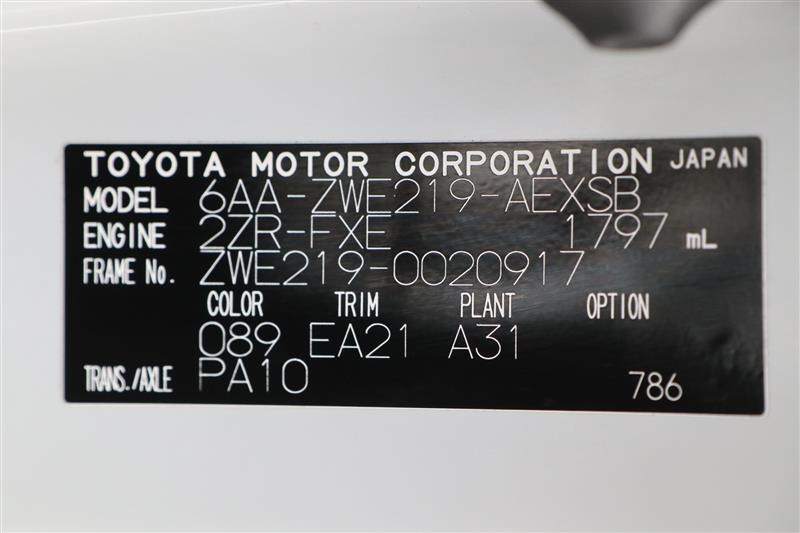 TOYOTA MOTOR CORPORATION JAPAN
MODEL 6AA-ZWE219-AEXSB
ENGINE 2ZR-FXE 1797 mL
FRAME No. ZWE219-0020917
COLOR TRIM PLANT OPTION
089 EA21 A31
TRANS./AXLE PA10 786